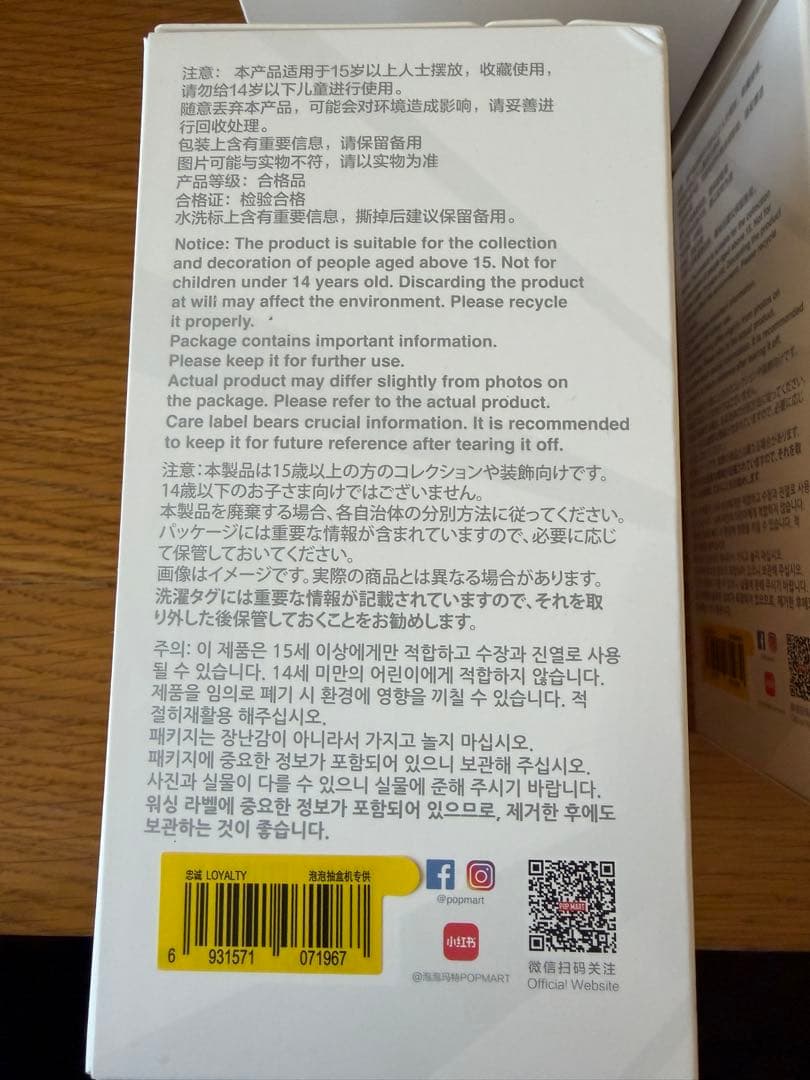 注意： 本产品适用于15岁以上人士摆放，收藏使用，
请勿给14岁以下儿童进行使用。
随意丢弃本产品，可能会对环境造成影响，请妥善进
行回收处理。
包装上含有重要信息，请保留备用
图片可能与实物不符，请以实物为准
产品等级：合格品
合格证：检验合格
水洗标上含有重要信息，撕掉后建议保留备用。
Notice: The product is suitable for the collection
and decoration of people aged above 15. Not for
children under 14 years old. Discarding the product
at will may affect the environment. Please recycle
it properly.
Package contains important information.
Please keep it for further use.
Actual product may differ slightly from photos on
the package. Please refer to the actual product.
Care label bears crucial information. It is recommended
to keep it for future reference after tearing it off.
注意：本製品は15歳以上の方のコレクションや装飾向けです。
14歳以下のお子さま向けではございません。
本製品を廃棄する場合、各自治体の分別方法に従ってください。
パッケージには重要な情報が含まれていますので、必要に応じ
て保管しておいてください。
画像はイメージです。実際の商品とは異なる場合があります。
洗濯タグには重要な情報が記載されていますので、それを取
り外した後保管しておくことをお勧めします。
주의: 이 제품은 15세 이상에게만 적합하고 수장과 진열로 사용
될 수 있습니다. 14세 미만의 어린이에게 적합하지 않습니다.
제품을 임의로 폐기 시 환경에 영향을 끼칠 수 있습니다. 적
절히재활용 해주십시오.
패키지는 장난감이 아니라서 가지고 놀지 마십시오.
패키지에 중요한 정보가 포함되어 있으니 보관해 주십시오.
사진과 실물이 다를 수 있으니 실물에 준해 주시기 바랍니다.
워싱 라벨에 중요한 정보가 포함되어 있으므로, 제거한 후에도
보관하는 것이 좋습니다.
忠诚 LOYALTY 泡泡抽盒机专供
6 931571 071967
@popmart
小红书
@泡泡玛特POPMART
POP MART
微信扫码关注
Official Website